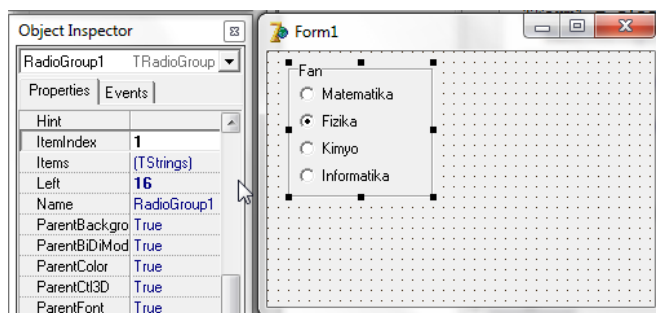 Object Inspector
RadioGroup1 TRadioGroup
Properties Events
Hint
ItemIndex 1
Items (TStrings)
Left 16
Name RadioGroup1
ParentBackgro True
ParentBiDiMod True
ParentColor True
ParentCtl3D True
ParentFont True
Form1
Fan
Matematika
Fizika
Kimyo
Informatika